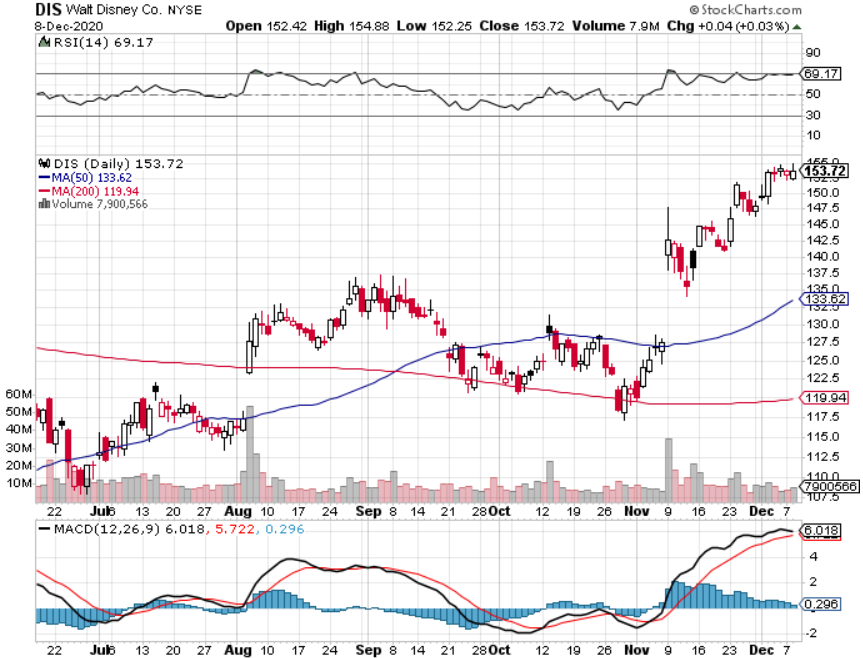 DIS Walt Disney Co. NYSE © StockCharts.com
8-Dec-2020 Open 152.42 High 154.88 Low 152.25 Close 153.72 Volume 7.9M Chg +0.04 (+0.03%)
RSI(14) 69.17
90
69.17
50
30
10
DIS (Daily) 153.72
MA(50) 133.62
MA(200) 119.94
Volume 7,900,566
155.0
153.72
152.5
150.0
147.5
145.0
142.5
140.0
137.5
135.0
133.62
132.5
130.0
127.5
125.0
122.5
119.94
117.5
115.0
112.5
110.0
7900566
107.5
60M
50M
40M
30M
20M
10M
22 Jul6 13 20 27 Aug 10 17 24 Sep 8 14 21 28Oct 12 19 26 Nov 9 16 23 Dec 7
MACD(12,26,9) 6.018, 5.722, 0.296
6.018
4
2
0.296
-2
22 Jul6 13 20 27 Aug 10 17 24 Sep 8 14 21 28Oct 12 19 26 Nov 9 16 23 Dec 7